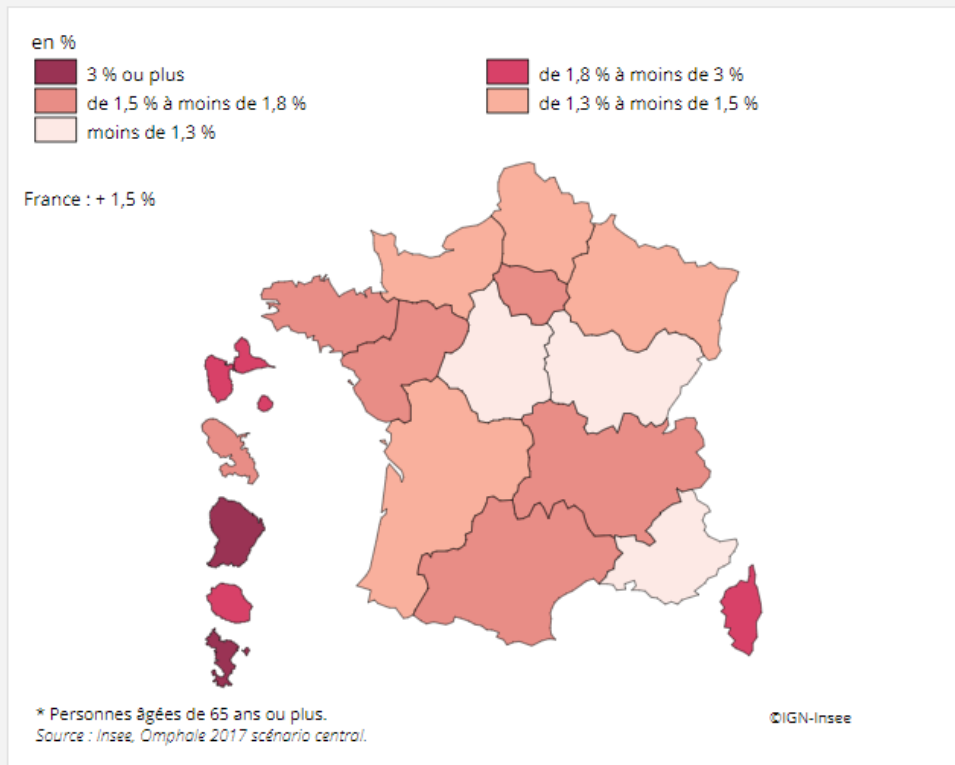 en %
3 % ou plus
de 1,8 % à moins de 3 %
de 1,5 % à moins de 1,8 %
de 1,3 % à moins de 1,5 %
moins de 1,3 %
France : + 1,5 %
* Personnes âgées de 65 ans ou plus.
©IGN-Insee
Source : Insee, Omphale 2017 scénario central.